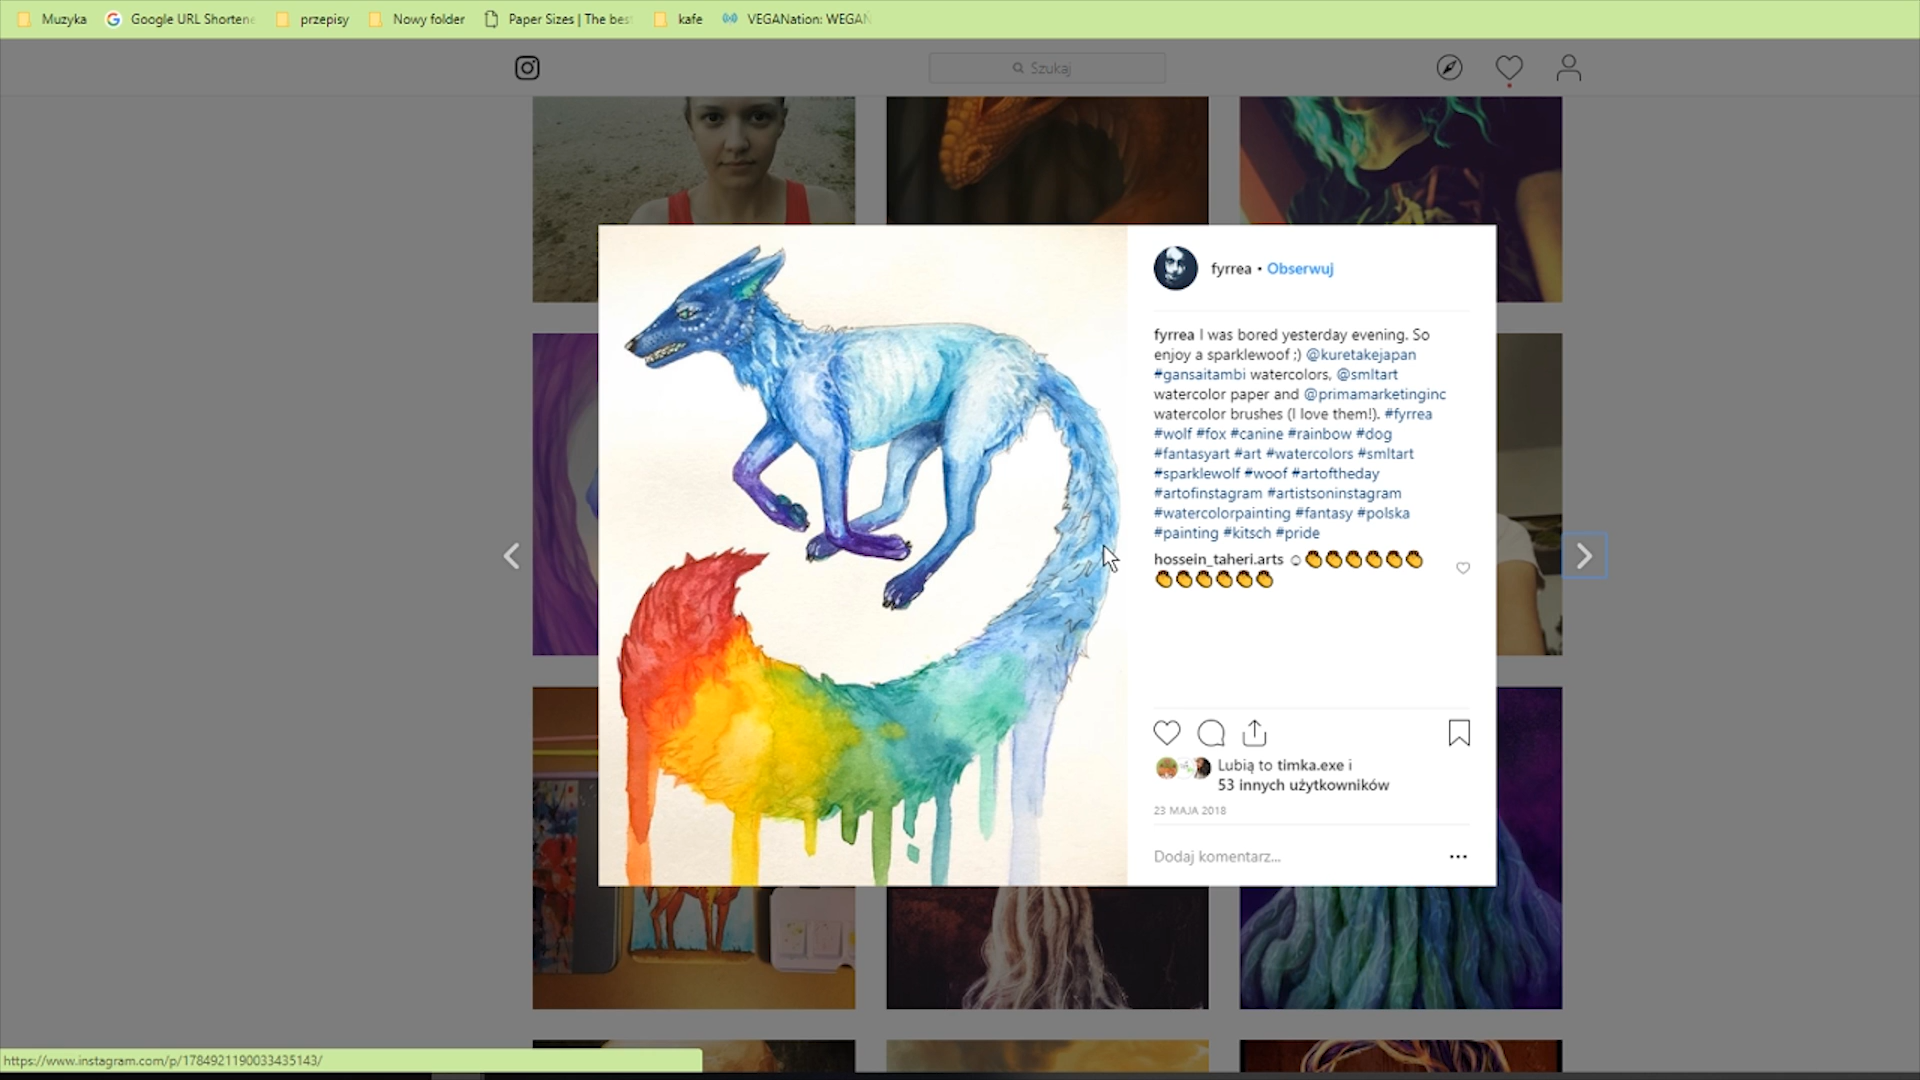 Muzyka
Google URL Shortene
przepisy
Nowy folder
Paper Sizes | The bes
kafe
VEGANation: WEGAŃ
Szukaj
fyrrea • Obserwuj
fyrrea I was bored yesterday evening. So
enjoy a sparklewoof ;) @kuretakejapan
#gansaitambi watercolors, @smltart
watercolor paper and @primamarketinginc
watercolor brushes (I love them!). #fyrrea
#wolf #fox #canine #rainbow #dog
#fantasyart #art #watercolors #smltart
#sparklewolf #woof #artoftheday
#artofinstagram #artistsoninstagram
#watercolorpainting #fantasy #polska
#painting #kitsch #pride
hossein_taheri.arts ☺👏👏👏👏👏👏
👏👏👏👏👏👏
Lubią to timka.exe i
53 innych użytkowników
23 MAJA 2018
Dodaj komentarz...
https://www.instagram.com/p/1784921190033435143/